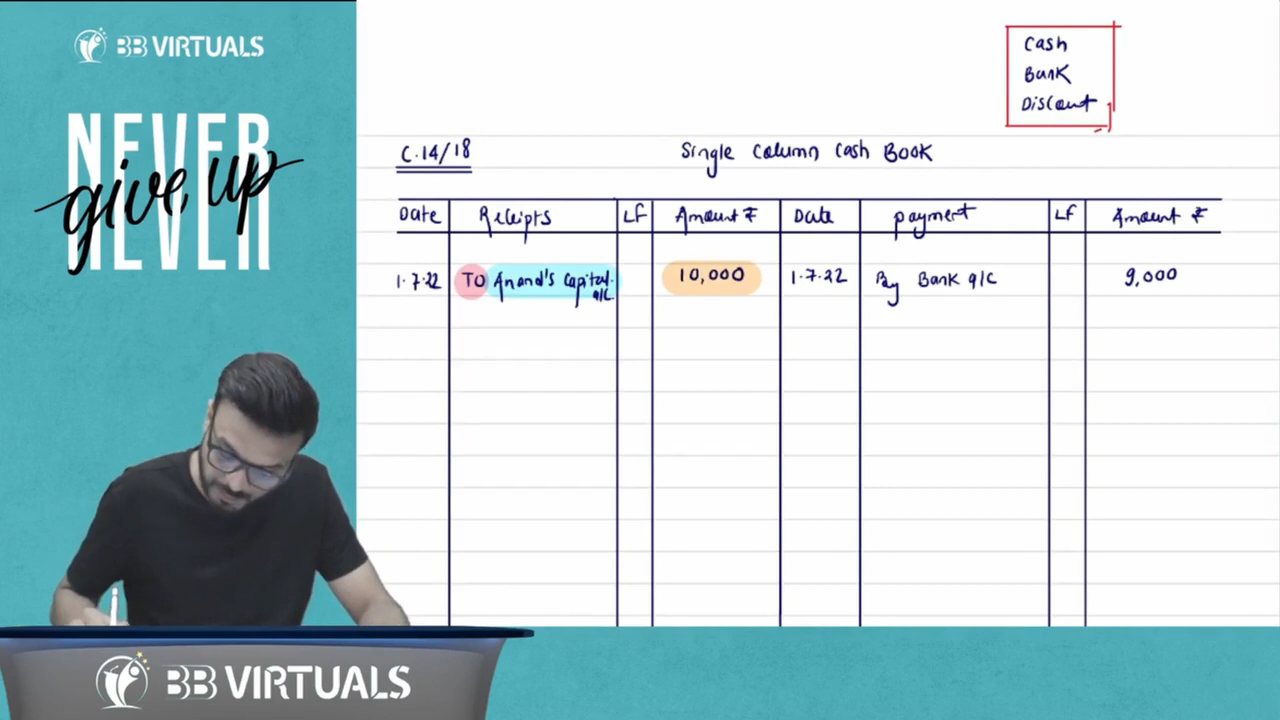 BB VIRTUALS
NEVER
give up
NEVER
Cash
Bank
Discount
C.14/18
Single Column Cash Book
Date Receipts LF Amount ₹ Date payment LF Amount ₹
1.7.22 TO Anand's Capital a/c. 10,000 1.7.22 By Bank a/c 9,000
BB VIRTUALS